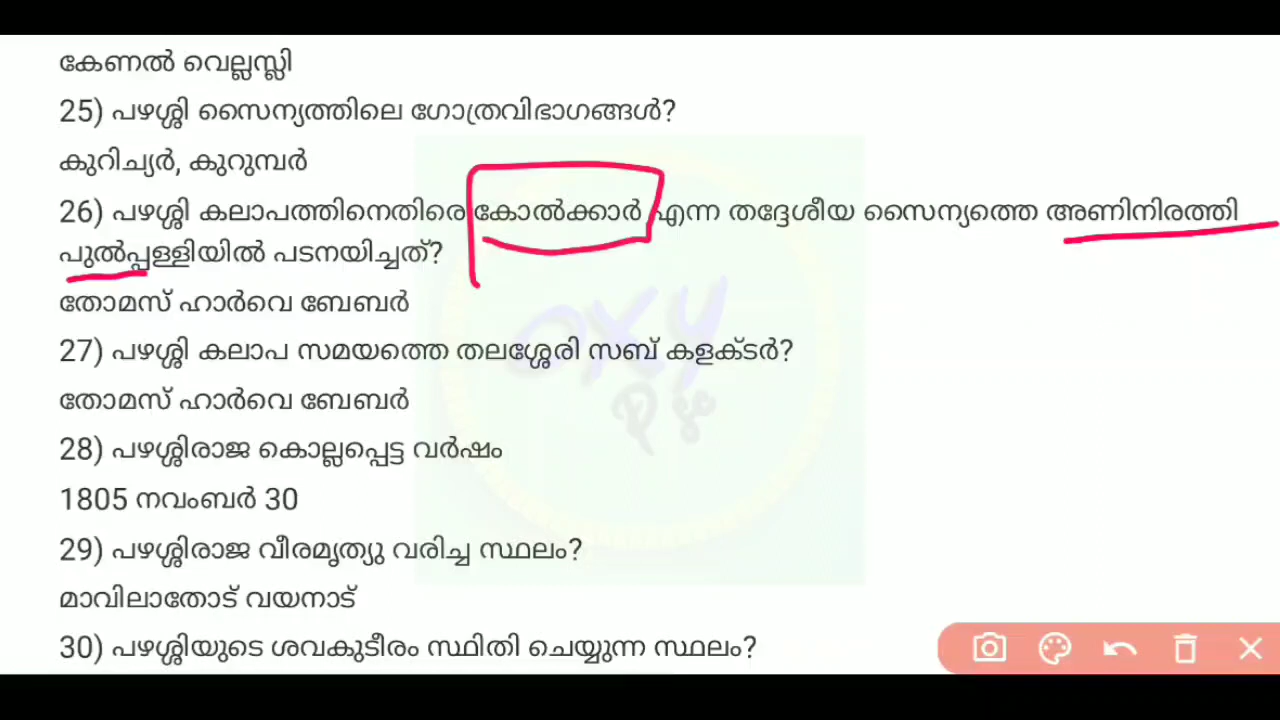 കേണൽ വെല്ലസ്ലി
25) പഴശ്ശി സൈന്യത്തിലെ ഗോത്രവിഭാഗങ്ങൾ?
കുറിച്യർ, കുറുമ്പർ
26) പഴശ്ശി കലാപത്തിനെതിരെ കോൽക്കാർ എന്ന തദ്ദേശീയ സൈന്യത്തെ അണിനിരത്തി
പുൽപ്പള്ളിയിൽ പടനയിച്ചത്?
തോമസ് ഹാർവെ ബേബർ
27) പഴശ്ശി കലാപ സമയത്തെ തലശ്ശേരി സബ് കളക്ടർ?
തോമസ് ഹാർവെ ബേബർ
28) പഴശ്ശിരാജ കൊല്ലപ്പെട്ട വർഷം
1805 നവംബർ 30
29) പഴശ്ശിരാജ വീരമൃത്യു വരിച്ച സ്ഥലം?
മാവിലാതോട് വയനാട്
30) പഴശ്ശിയുടെ ശവകുടീരം സ്ഥിതി ചെയ്യുന്ന സ്ഥലം?
oxy